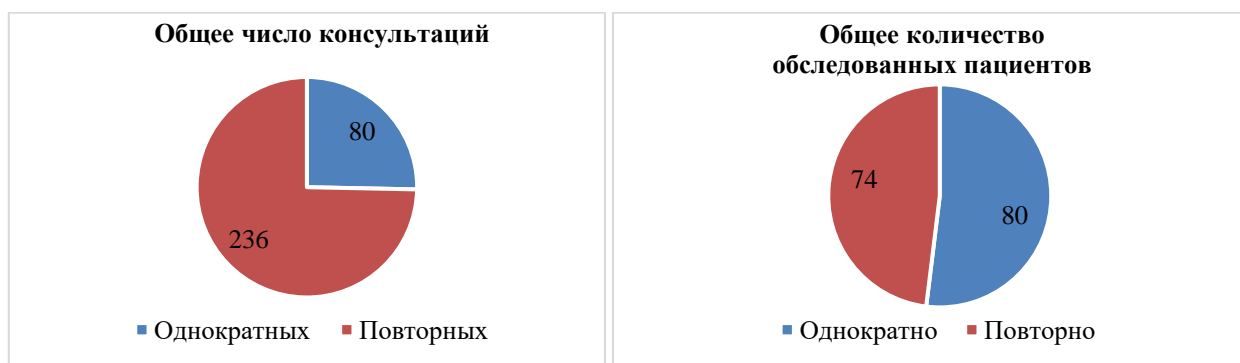 Общее число консультаций
80
236
Однократных Повторных
Общее количество
обследованных пациентов
74
80
Однократно Повторно